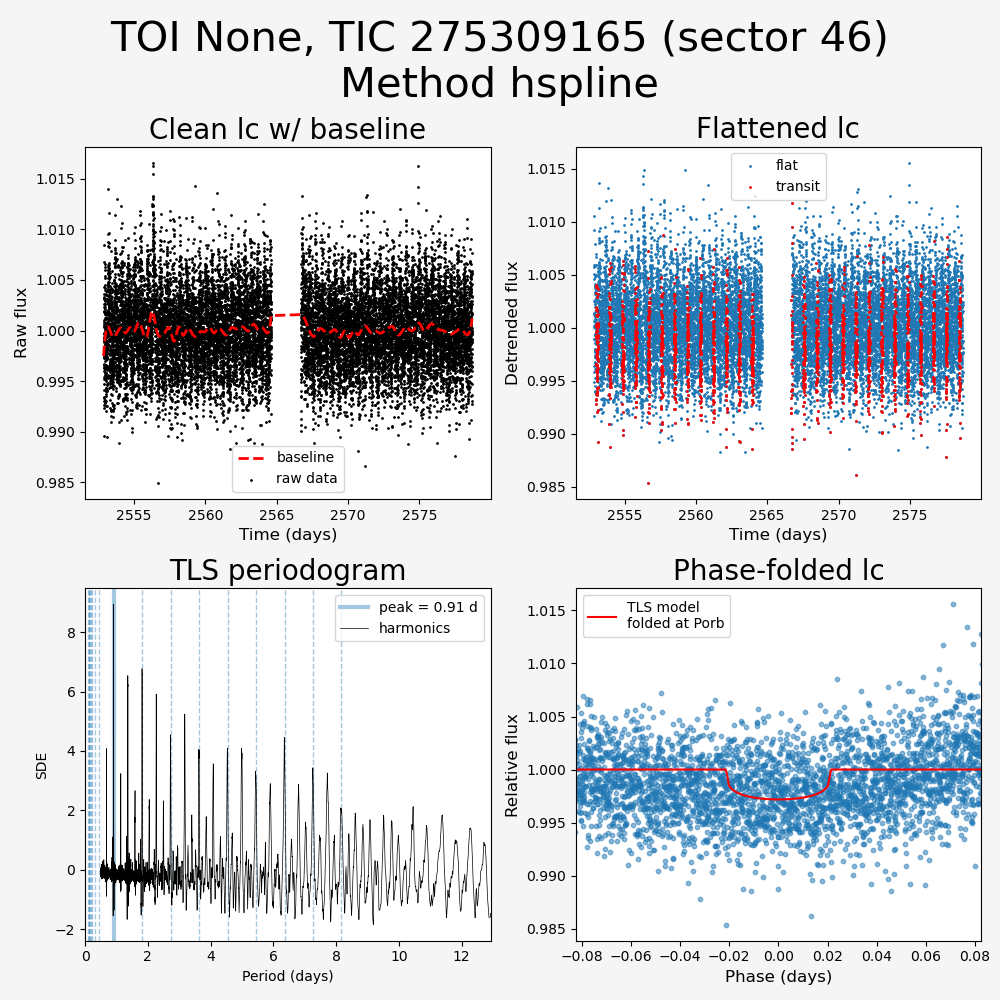 TOI None, TIC 275309165 (sector 46)
Method hspline
Clean lc w/ baseline
Raw flux
1.015
1.010
1.005
1.000
0.995
0.990
0.985
baseline
raw data
2555 2560 2565 2570 2575
Time (days)
Flattened lc
Detrended flux
1.015
1.010
1.005
1.000
0.995
0.990
0.985
flat
transit
2555 2560 2565 2570 2575
Time (days)
TLS periodogram
SDE
8
6
4
2
0
−2
peak = 0.91 d
harmonics
0 2 4 6 8 10 12
Period (days)
Phase-folded lc
Relative flux
1.015
1.010
1.005
1.000
0.995
0.990
0.985
TLS model
folded at Porb
−0.08 −0.06 −0.04 −0.02 0.00 0.02 0.04 0.06 0.08
Phase (days)